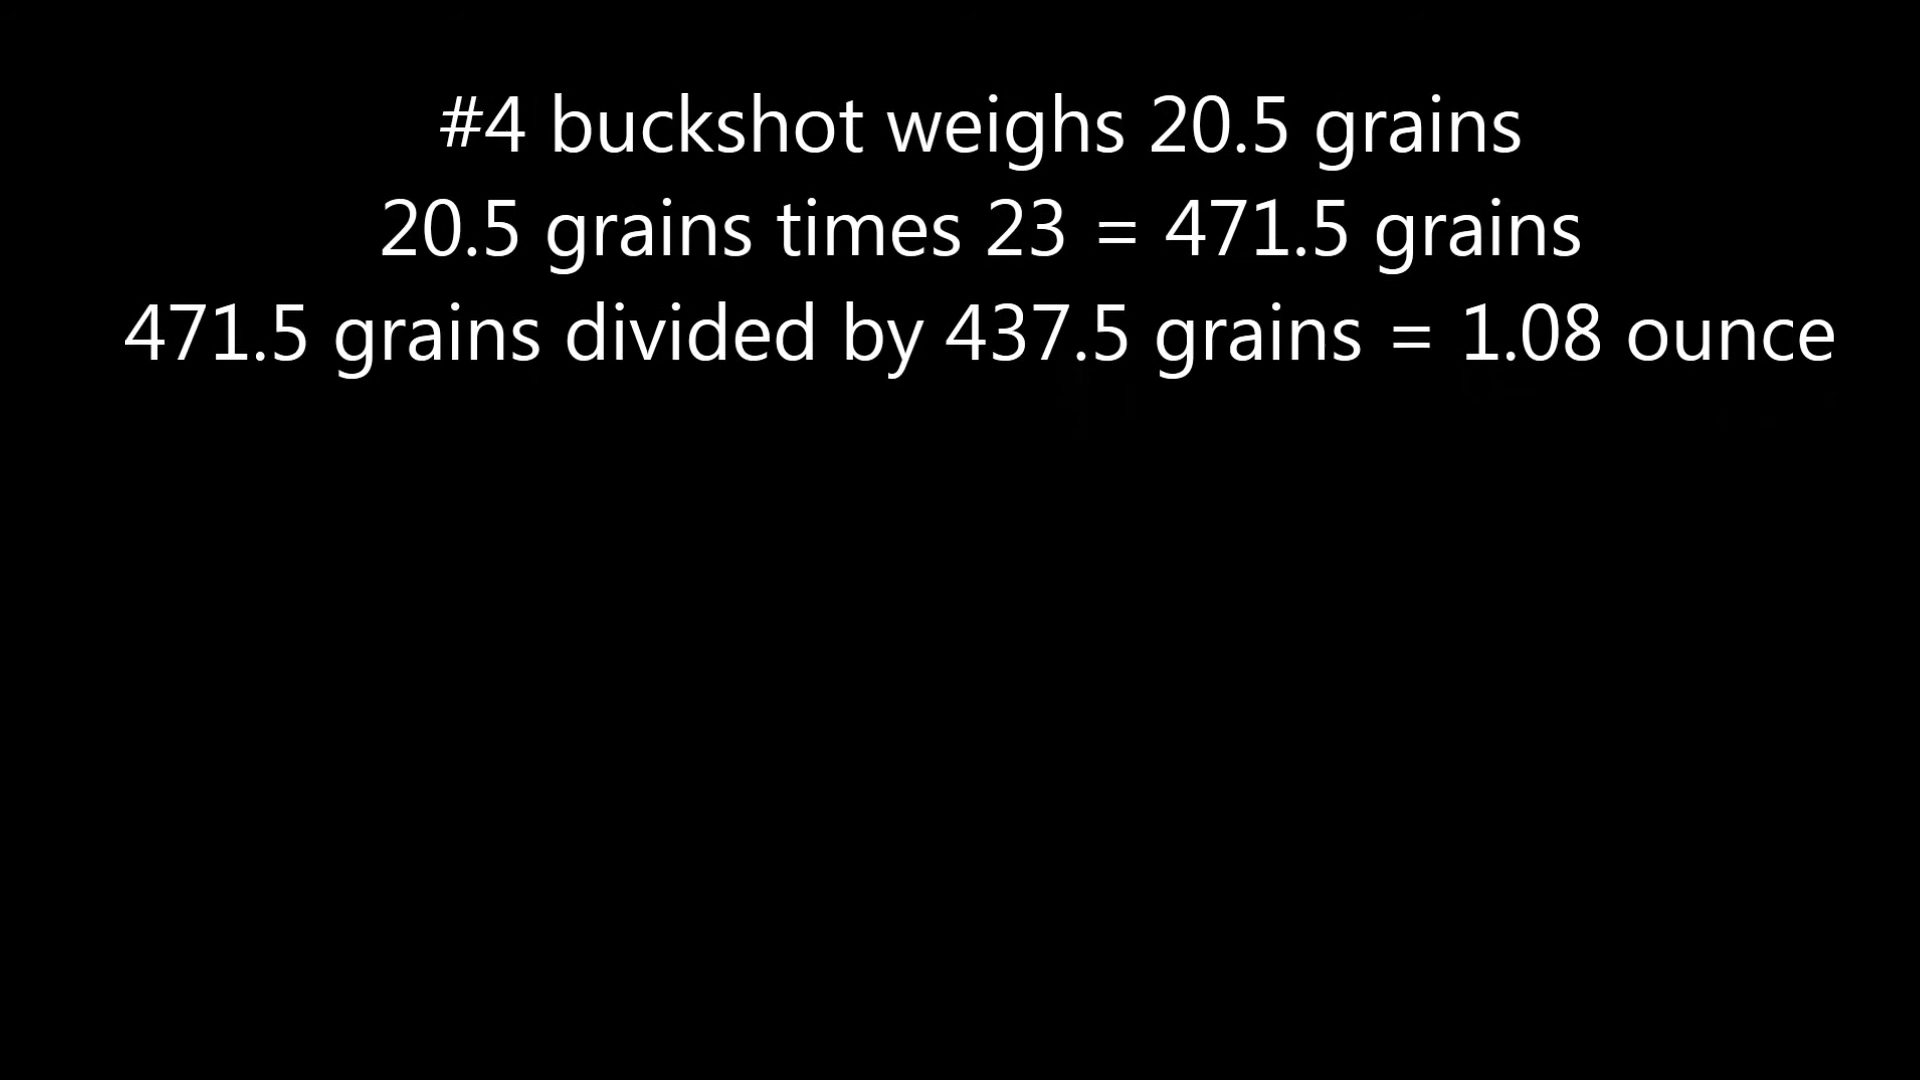 #4 buckshot weighs 20.5 grains
20.5 grains times 23 = 471.5 grains
471.5 grains divided by 437.5 grains = 1.08 ounce